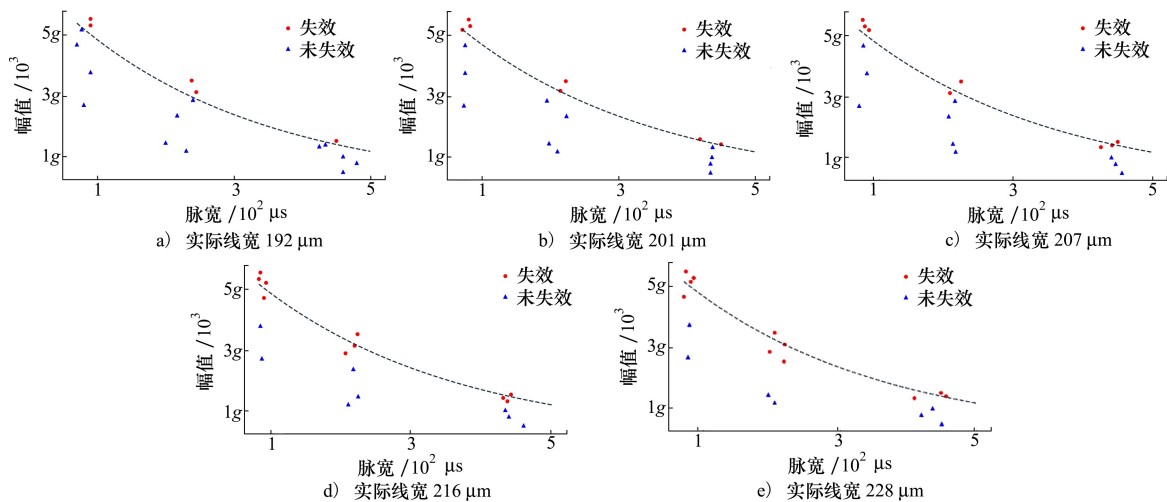 失效
未失效
5g
3g
1g
幅值 /10³
1
3
5
脉宽 /10² μs
a） 实际线宽 192 μm
失效
未失效
5g
3g
1g
幅值 /10³
1
3
5
脉宽 /10² μs
b） 实际线宽 201 μm
失效
未失效
5g
3g
1g
幅值 /10³
1
3
5
脉宽 /10² μs
c） 实际线宽 207 μm
失效
未失效
5g
3g
1g
幅值 /10³
1
3
5
脉宽 /10² μs
d） 实际线宽 216 μm
失效
未失效
5g
3g
1g
幅值 /10³
1
3
5
脉宽 /10² μs
e） 实际线宽 228 μm